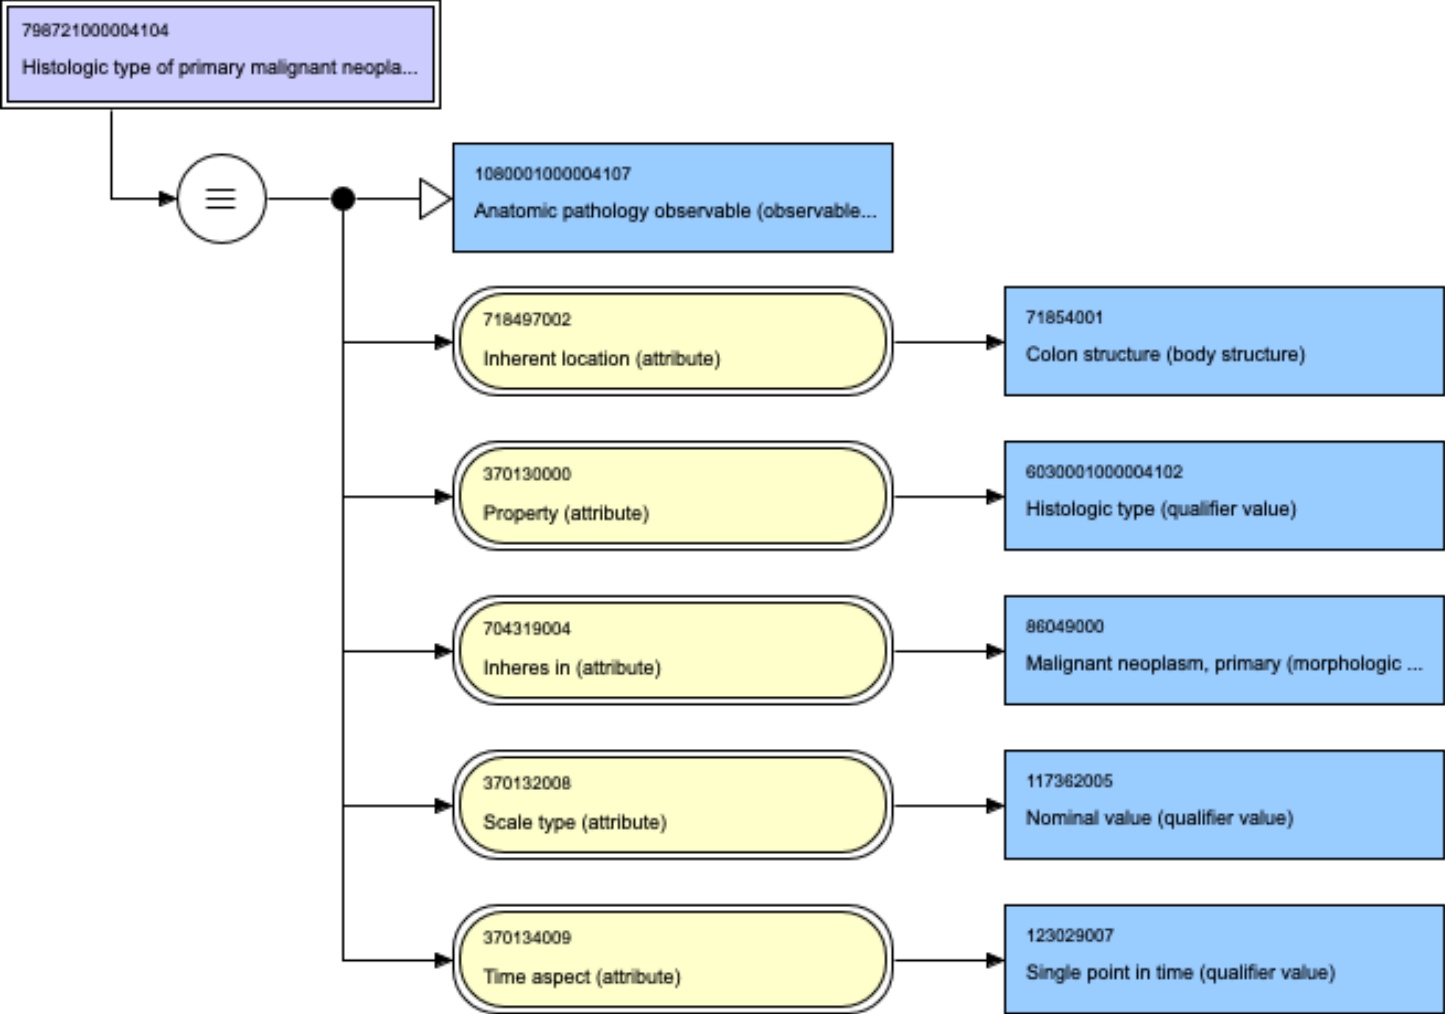 798721000004104
Histologic type of primary malignant neopla...
1080001000004107
Anatomic pathology observable (observable...
718497002
Inherent location (attribute)
71854001
Colon structure (body structure)
370130000
Property (attribute)
6030001000004102
Histologic type (qualifier value)
704319004
Inheres in (attribute)
86049000
Malignant neoplasm, primary (morphologic ...
370132008
Scale type (attribute)
117362005
Nominal value (qualifier value)
370134009
Time aspect (attribute)
123029007
Single point in time (qualifier value)